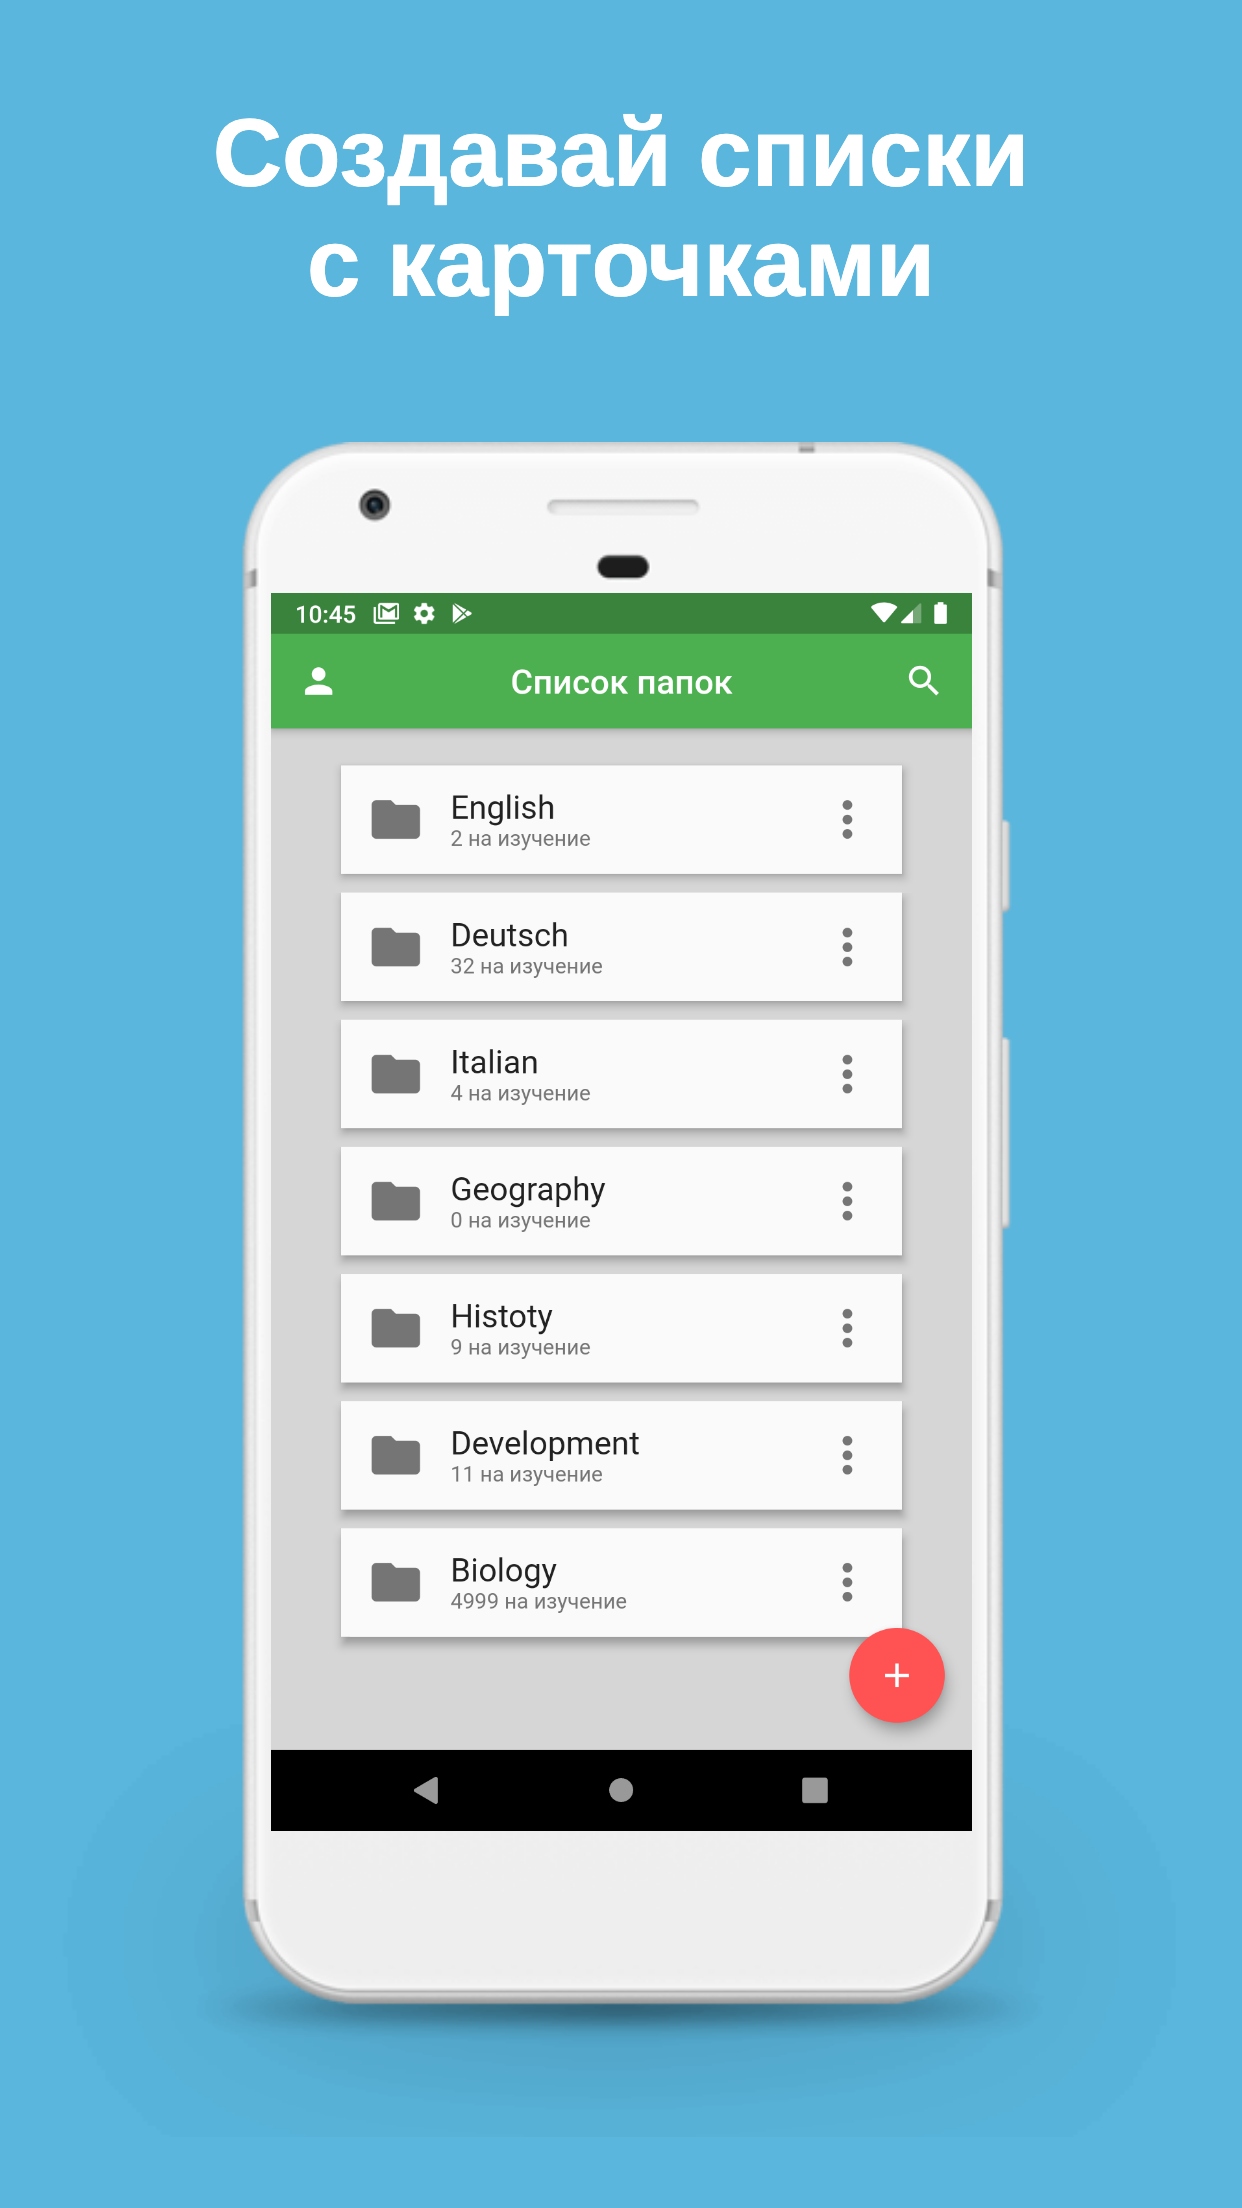 Создавай списки
с карточками
10:45
Список папок
English
2 на изучение
Deutsch
32 на изучение
Italian
4 на изучение
Geography
0 на изучение
Histoty
9 на изучение
Development
11 на изучение
Biology
4999 на изучение